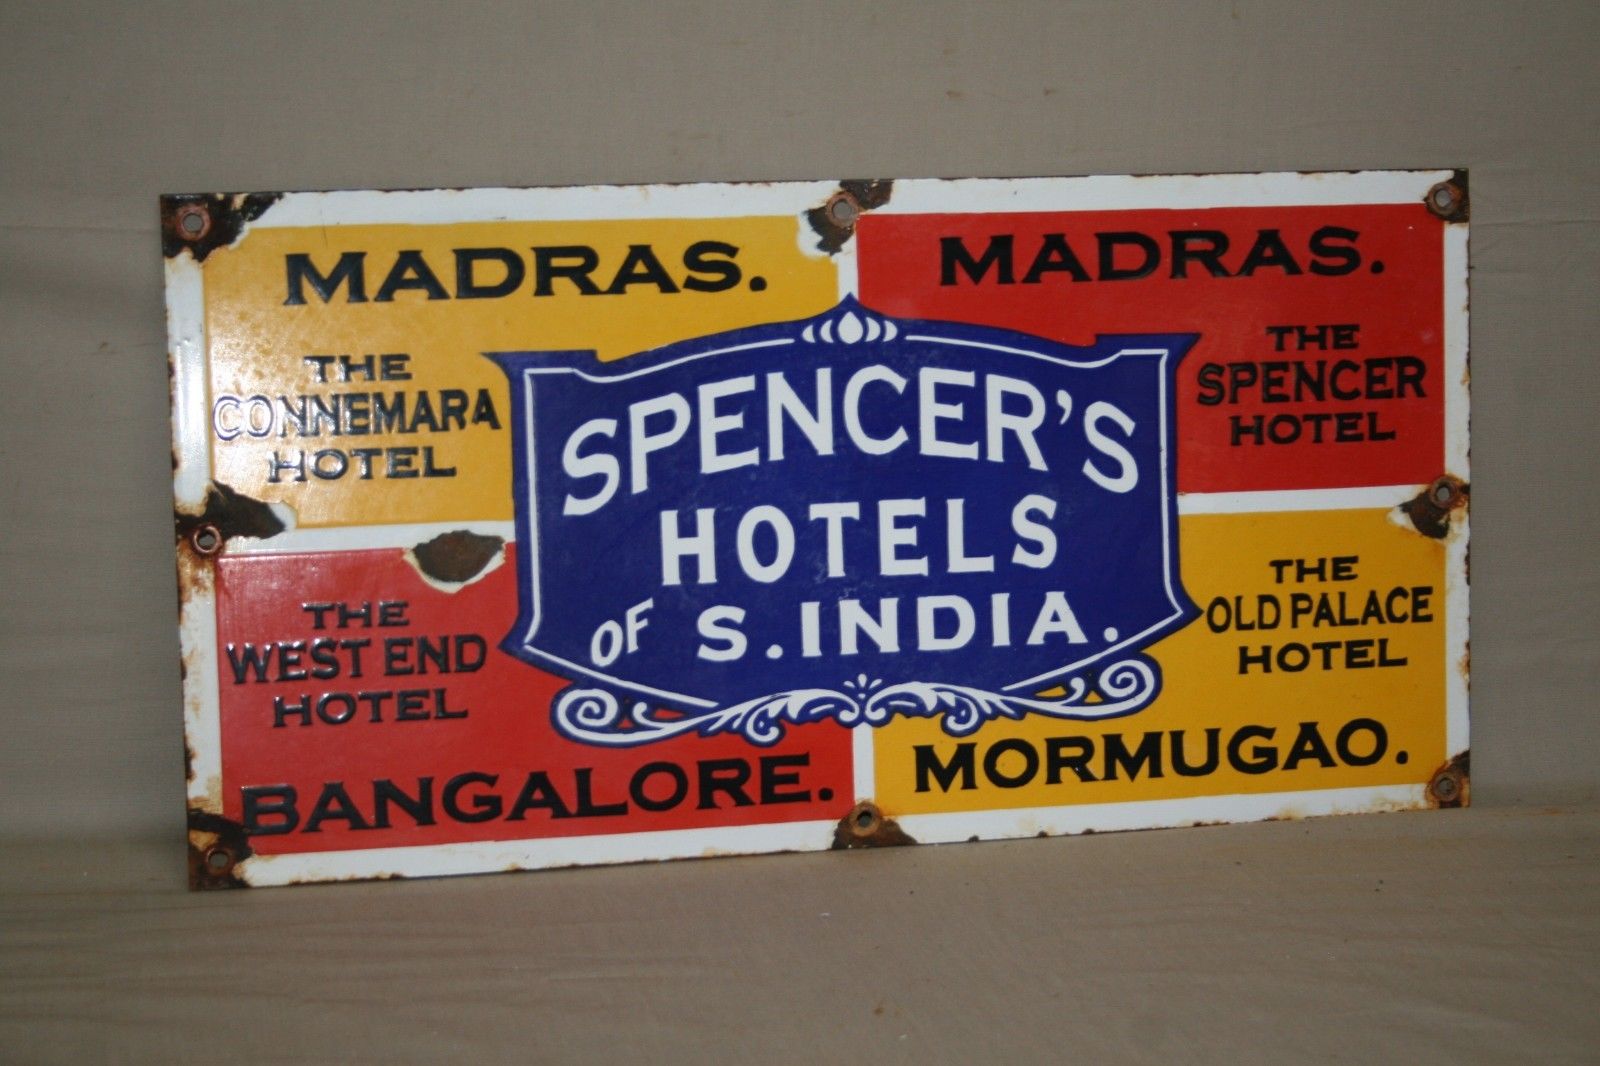 MADRAS.
THE
CONNEMARA
HOTEL
MADRAS.
THE
SPENCER
HOTEL
SPENCER'S
HOTELS
OF S. INDIA.
THE
WEST END
HOTEL
BANGALORE.
THE
OLD PALACE
HOTEL
MORMUGAO.